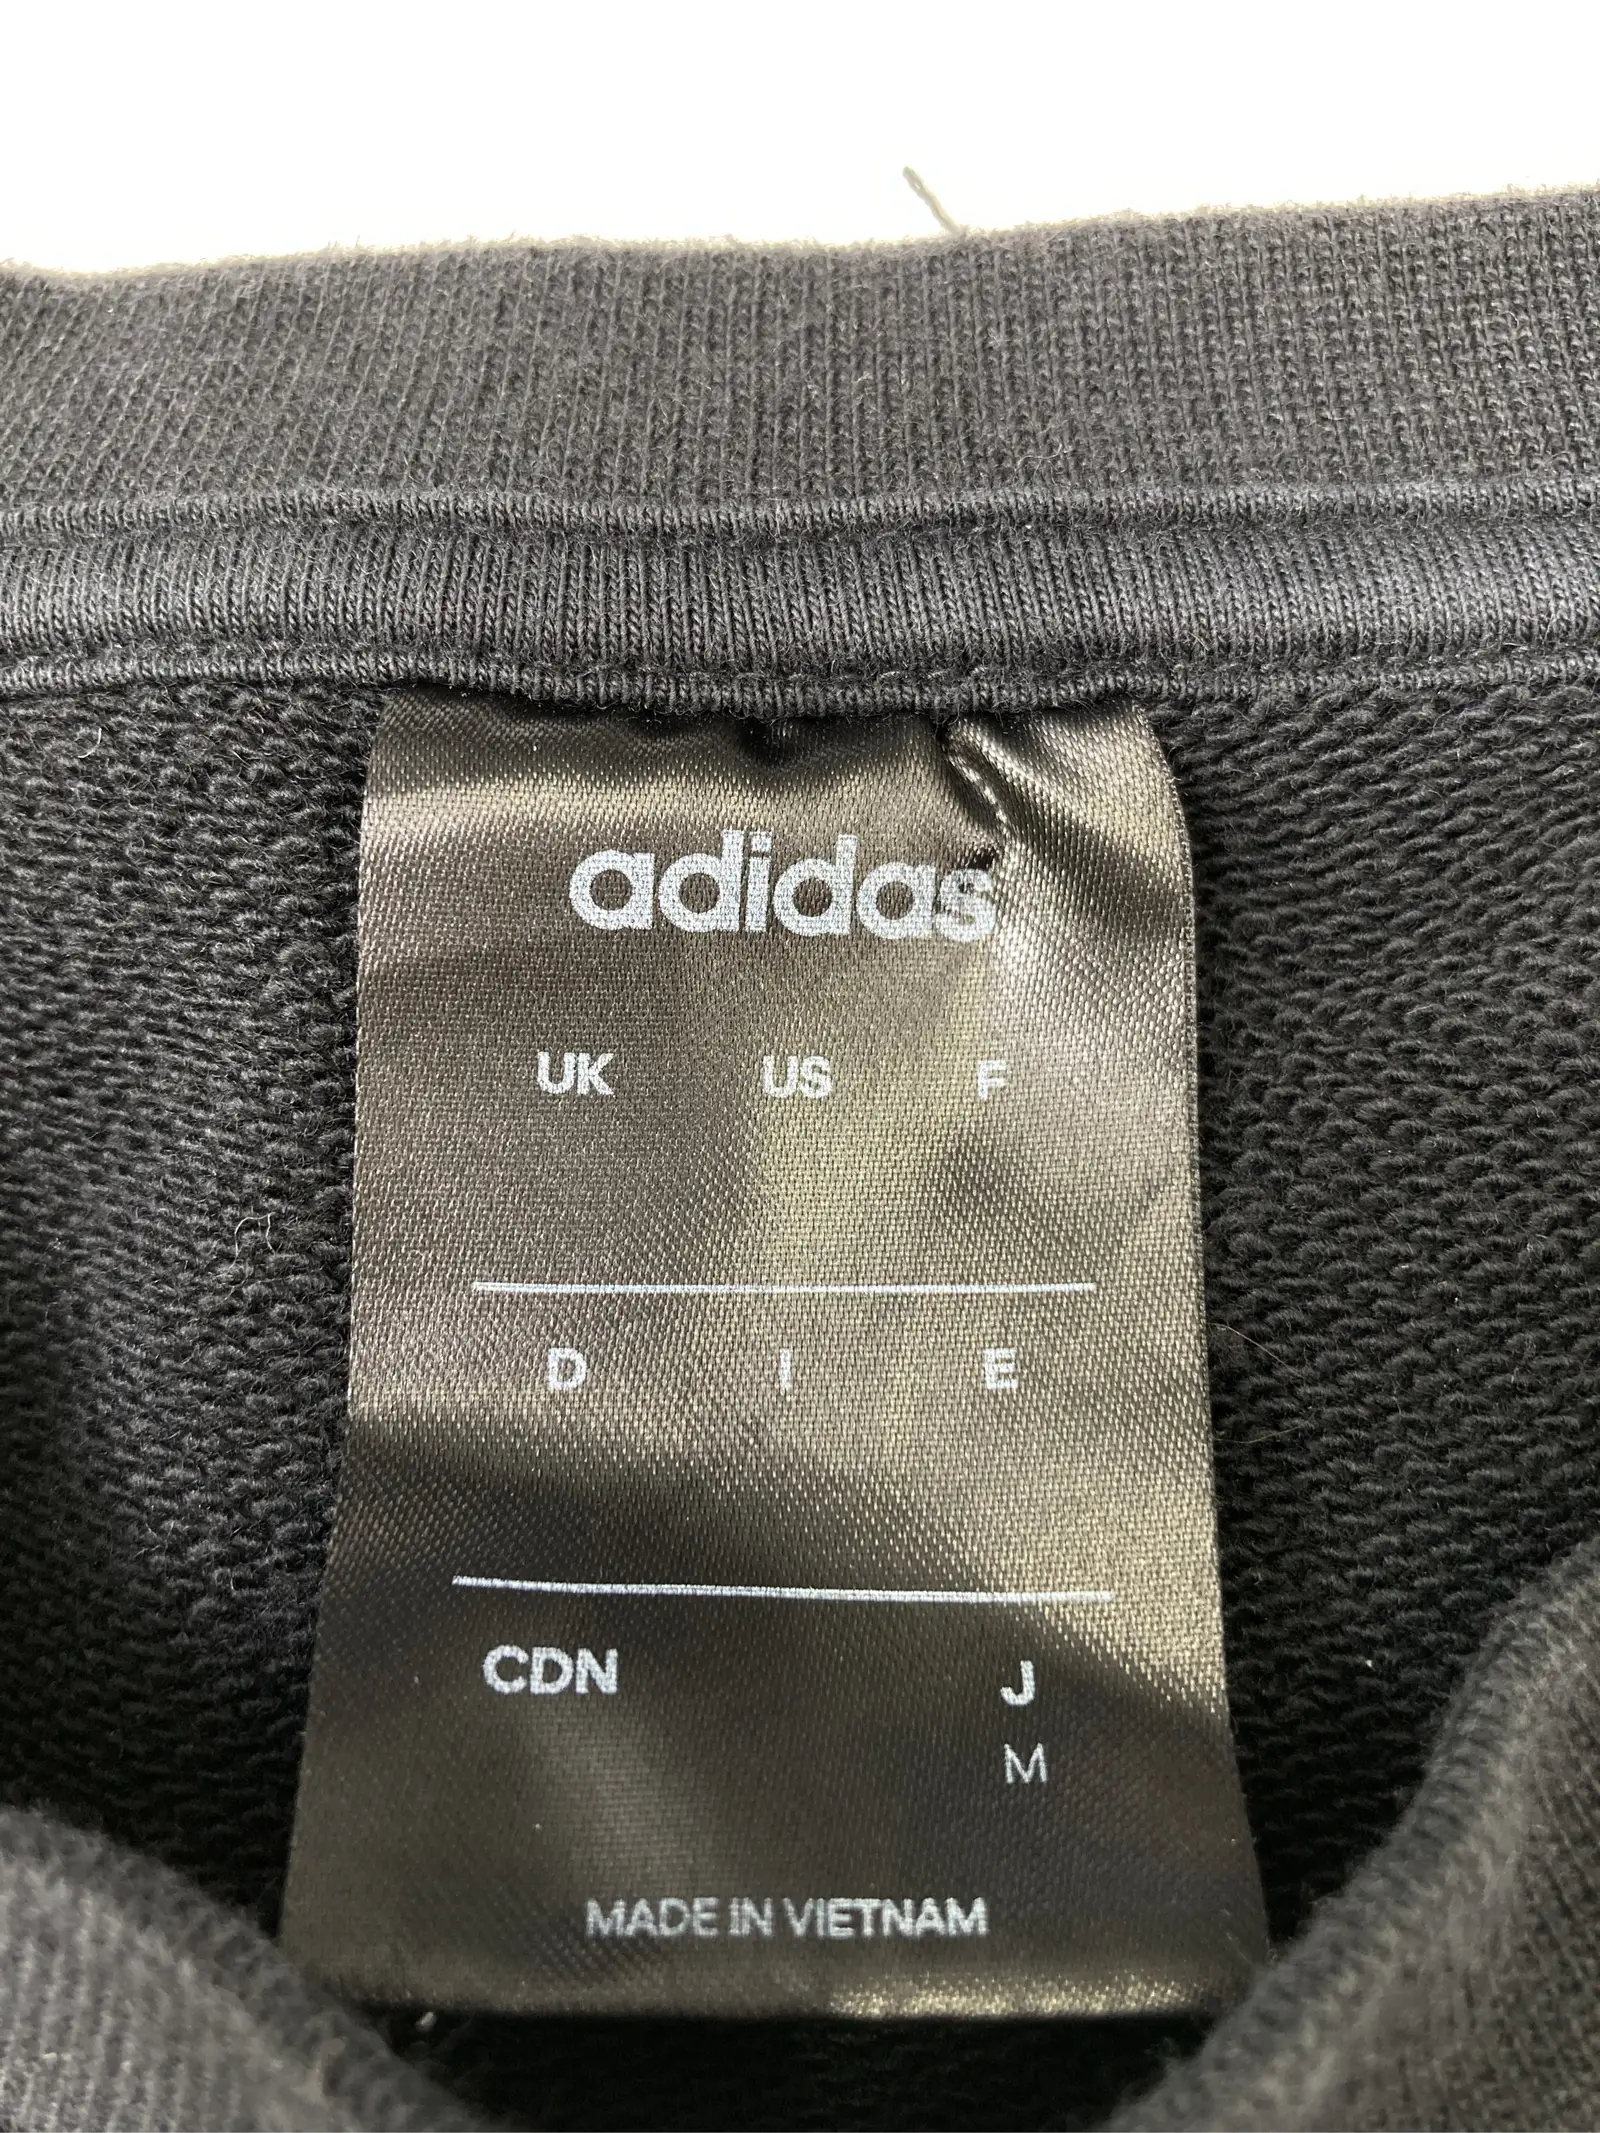 adidas
UK US F
D I E
CDN J
M
MADE IN VIETNAM